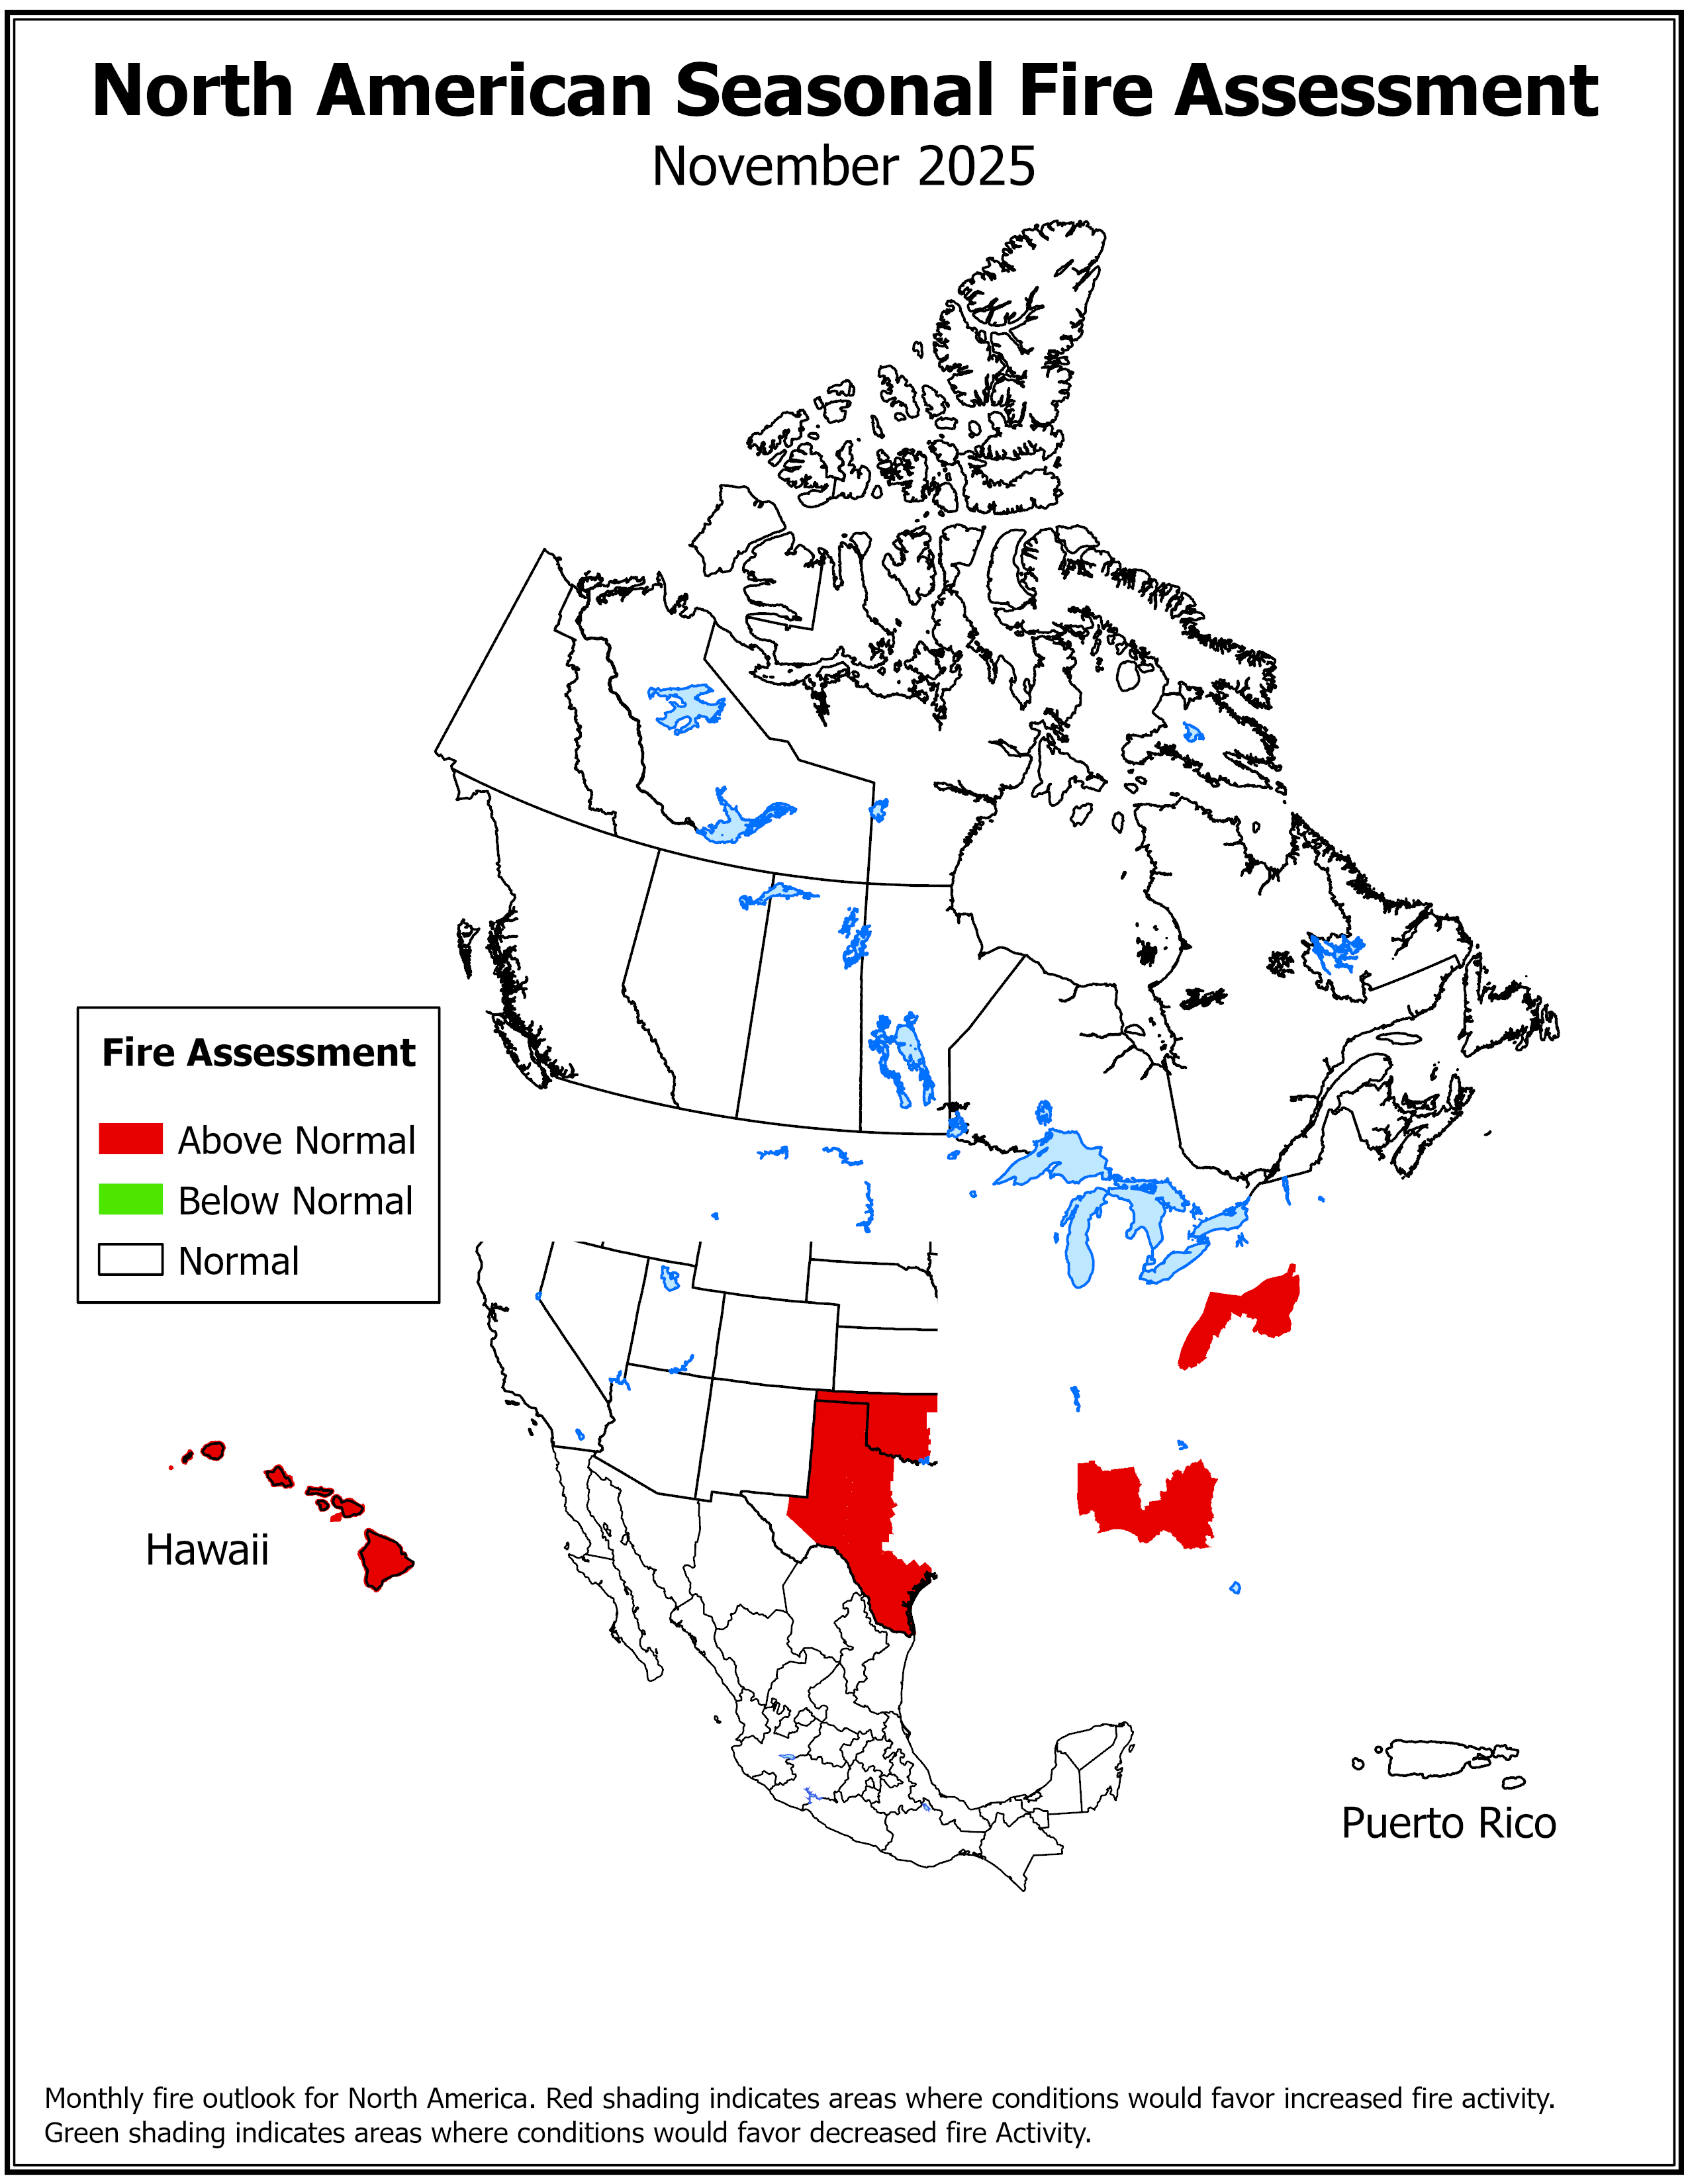 North American Seasonal Fire Assessment
November 2025
Fire Assessment
Above Normal
Below Normal
Normal
Hawaii
Puerto Rico
Monthly fire outlook for North America. Red shading indicates areas where conditions would favor increased fire activity.
Green shading indicates areas where conditions would favor decreased fire Activity.